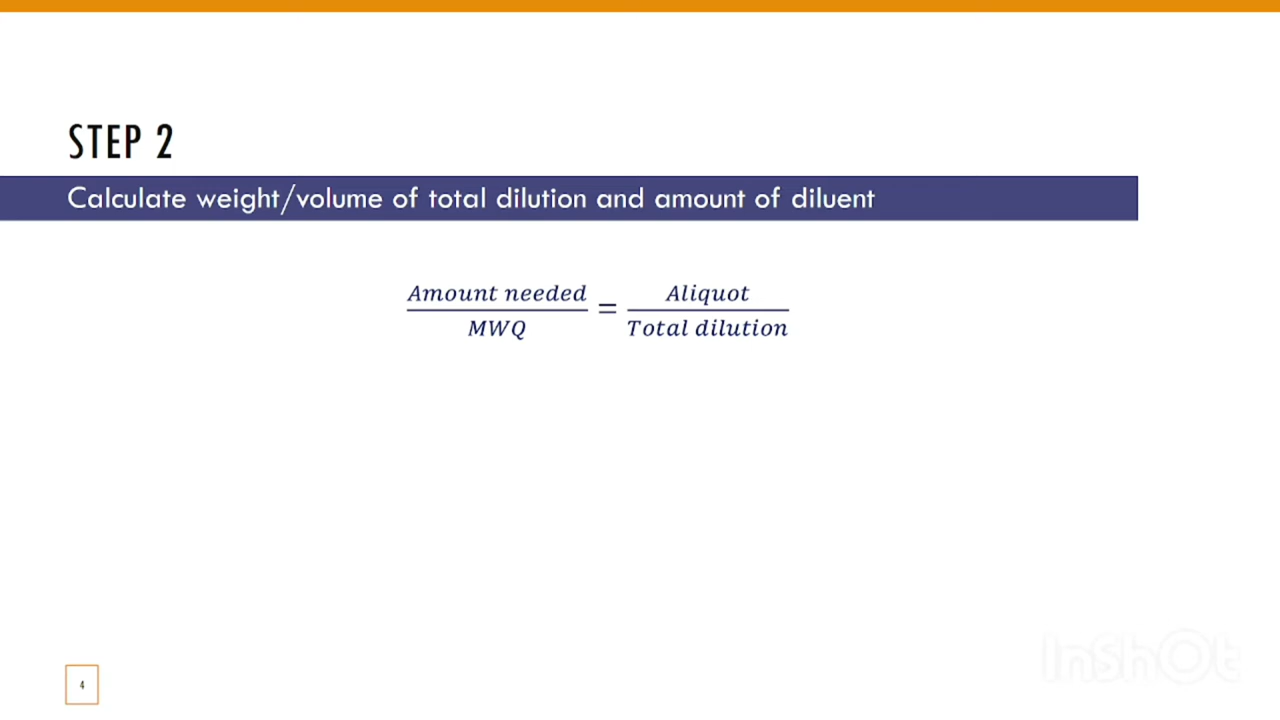 STEP 2
Calculate weight/volume of total dilution and amount of diluent
Amount needed / MWQ = Aliquot / Total dilution
4
InShOt